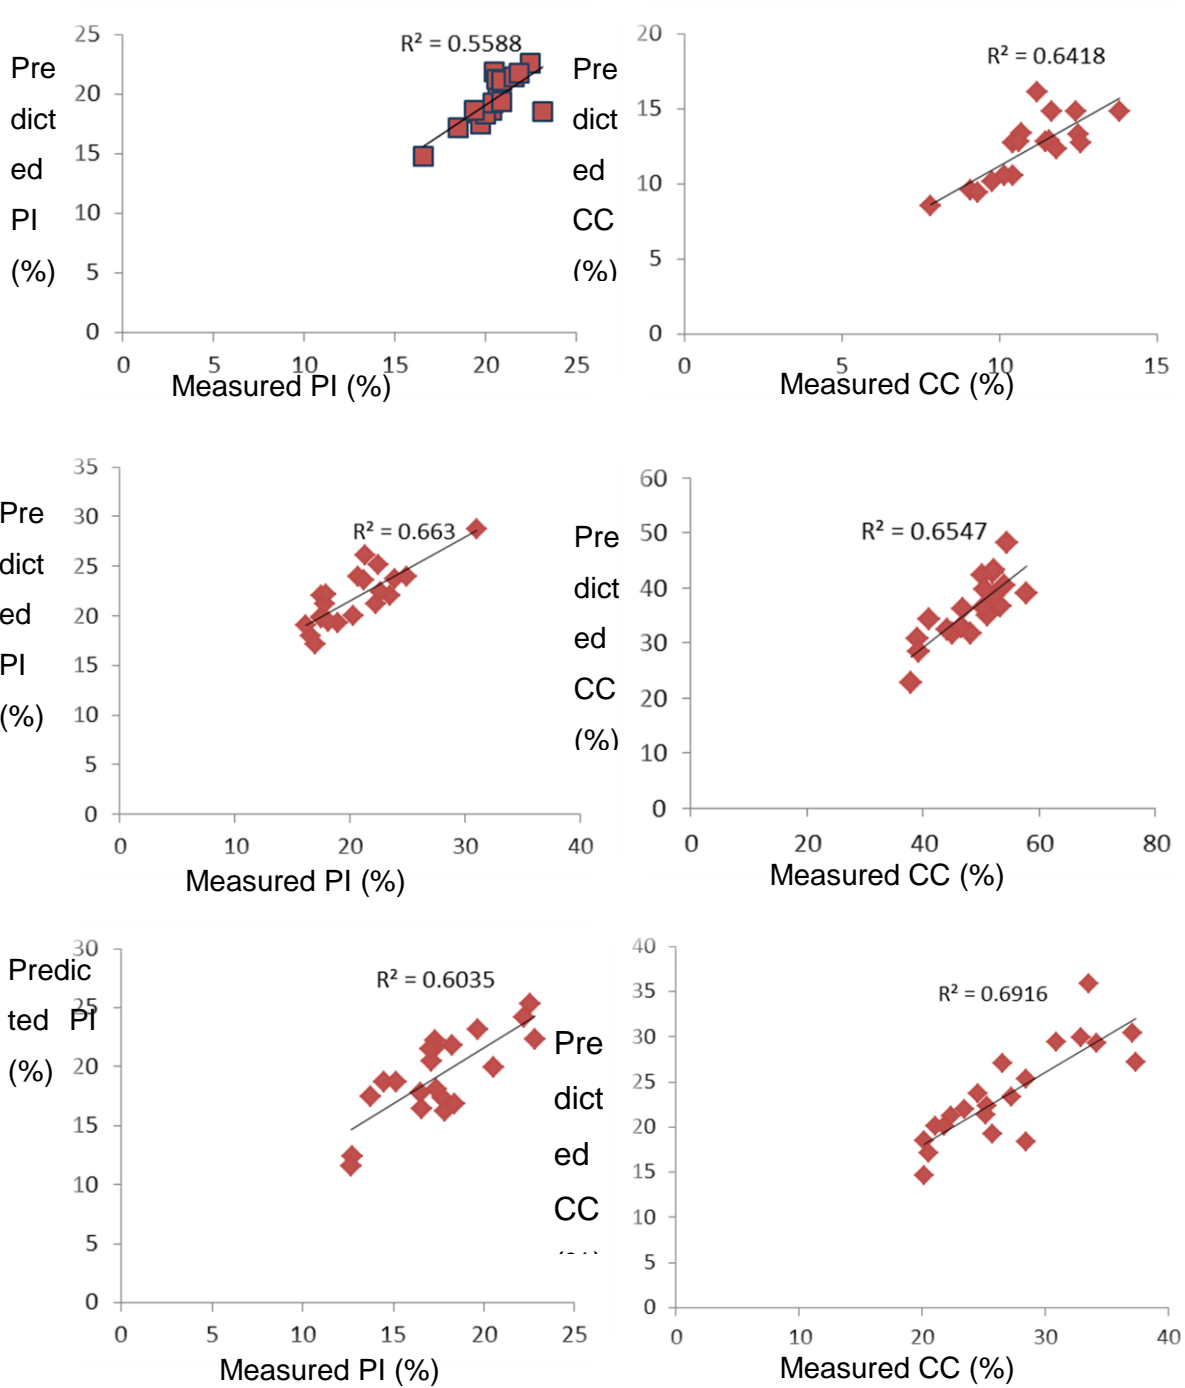 25
20
15
10
5
0
Pre
dict
ed
PI
(%)
R² = 0.5588
0 5 10 15 20 25
Measured PI (%)
20
15
10
5
0
Pre
dict
ed
CC
(%)
R² = 0.6418
0 5 10 15
Measured CC (%)
35
30
25
20
15
10
5
0
Pre
dict
ed
PI
(%)
R² = 0.663
0 10 20 30 40
Measured PI (%)
60
50
40
30
20
10
0
Pre
dict
ed
CC
(%)
R² = 0.6547
0 20 40 60 80
Measured CC (%)
30
25
20
15
10
5
0
Predic
ted PI
(%)
R² = 0.6035
0 5 10 15 20 25
Measured PI (%)
40
35
30
25
20
15
10
5
0
Pre
dict
ed
CC
R² = 0.6916
0 10 20 30 40
Measured CC (%)